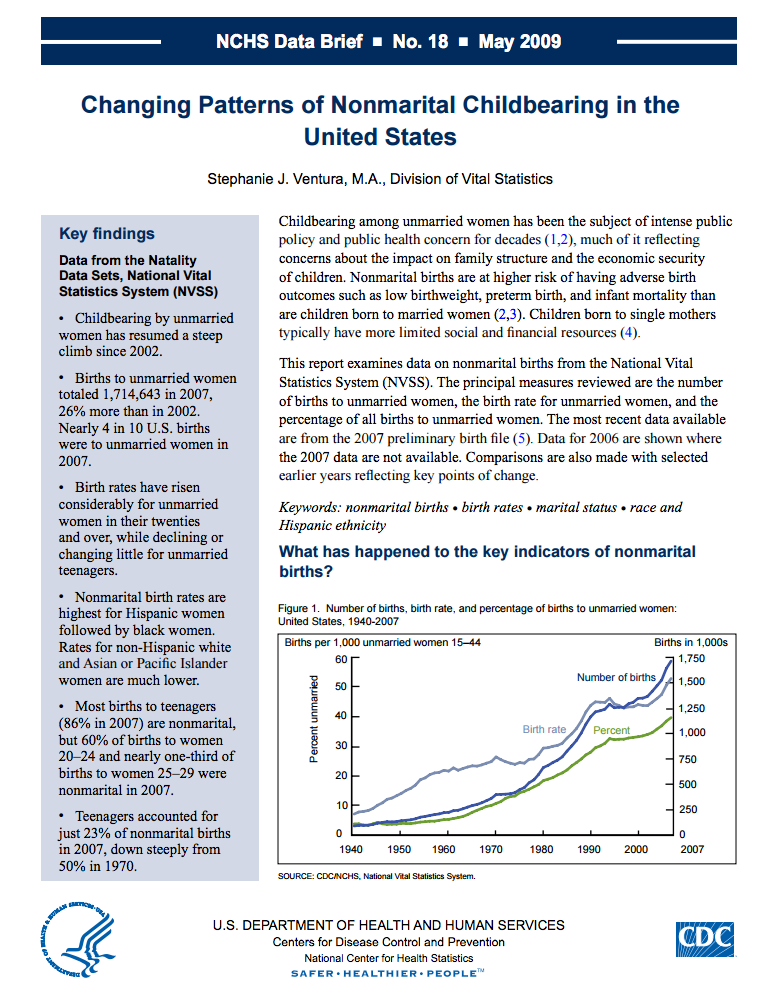 NCHS Data Brief ■ No. 18 ■ May 2009
Changing Patterns of Nonmarital Childbearing in the
United States
Stephanie J. Ventura, M.A., Division of Vital Statistics
Key findings
Data from the Natality
Data Sets, National Vital
Statistics System (NVSS)
• Childbearing by unmarried
women has resumed a steep
climb since 2002.
• Births to unmarried women
totaled 1,714,643 in 2007,
26% more than in 2002.
Nearly 4 in 10 U.S. births
were to unmarried women in
2007.
• Birth rates have risen
considerably for unmarried
women in their twenties
and over, while declining or
changing little for unmarried
teenagers.
• Nonmarital birth rates are
highest for Hispanic women
followed by black women.
Rates for non-Hispanic white
and Asian or Pacific Islander
women are much lower.
• Most births to teenagers
(86% in 2007) are nonmarital,
but 60% of births to women
20–24 and nearly one-third of
births to women 25–29 were
nonmarital in 2007.
• Teenagers accounted for
just 23% of nonmarital births
in 2007, down steeply from
50% in 1970.
Childbearing among unmarried women has been the subject of intense public
policy and public health concern for decades (1,2), much of it reflecting
concerns about the impact on family structure and the economic security
of children. Nonmarital births are at higher risk of having adverse birth
outcomes such as low birthweight, preterm birth, and infant mortality than
are children born to married women (2,3). Children born to single mothers
typically have more limited social and financial resources (4).
This report examines data on nonmarital births from the National Vital
Statistics System (NVSS). The principal measures reviewed are the number
of births to unmarried women, the birth rate for unmarried women, and the
percentage of all births to unmarried women. The most recent data available
are from the 2007 preliminary birth file (5). Data for 2006 are shown where
the 2007 data are not available. Comparisons are also made with selected
earlier years reflecting key points of change.
Keywords: nonmarital births • birth rates • marital status • race and
Hispanic ethnicity
What has happened to the key indicators of nonmarital
births?
Figure 1. Number of births, birth rate, and percentage of births to unmarried women:
United States, 1940-2007
Births per 1,000 unmarried women 15–44
Births in 1,000s
Percent unmarried
60
50
40
30
20
10
0
Number of births
Birth rate
Percent
1,750
1,500
1,250
1,000
750
500
250
0
1940 1950 1960 1970 1980 1990 2000 2007
SOURCE: CDC/NCHS, National Vital Statistics System.
DEPARTMENT OF HEALTH & HUMAN SERVICES • USA
U.S. DEPARTMENT OF HEALTH AND HUMAN SERVICES
Centers for Disease Control and Prevention
National Center for Health Statistics
SAFER • HEALTHIER • PEOPLE™
CDC